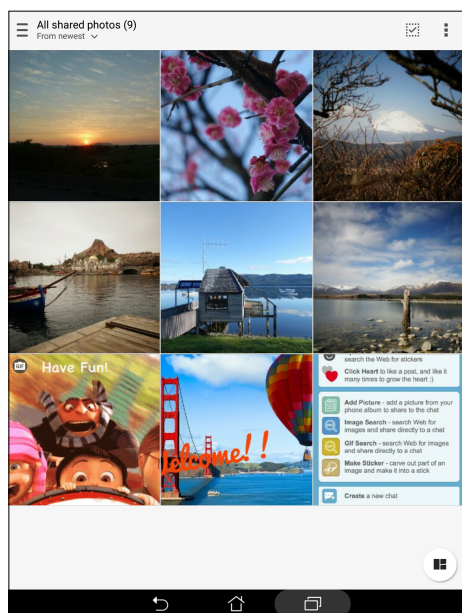 All shared photos (9)
From newest
GIF
Have Fun!
Welcome!!
search the Web for stickers
Click Heart to like a post, and like it
many times to grow the heart :)
Add Picture - add a picture from your
phone album to share to the chat
Image Search - search Web for
images and share directly to a chat
Gif Search - search Web for images
and share directly to a chat
Make Sticker - carve out part of an
image and make it into a stick
Create a new chat